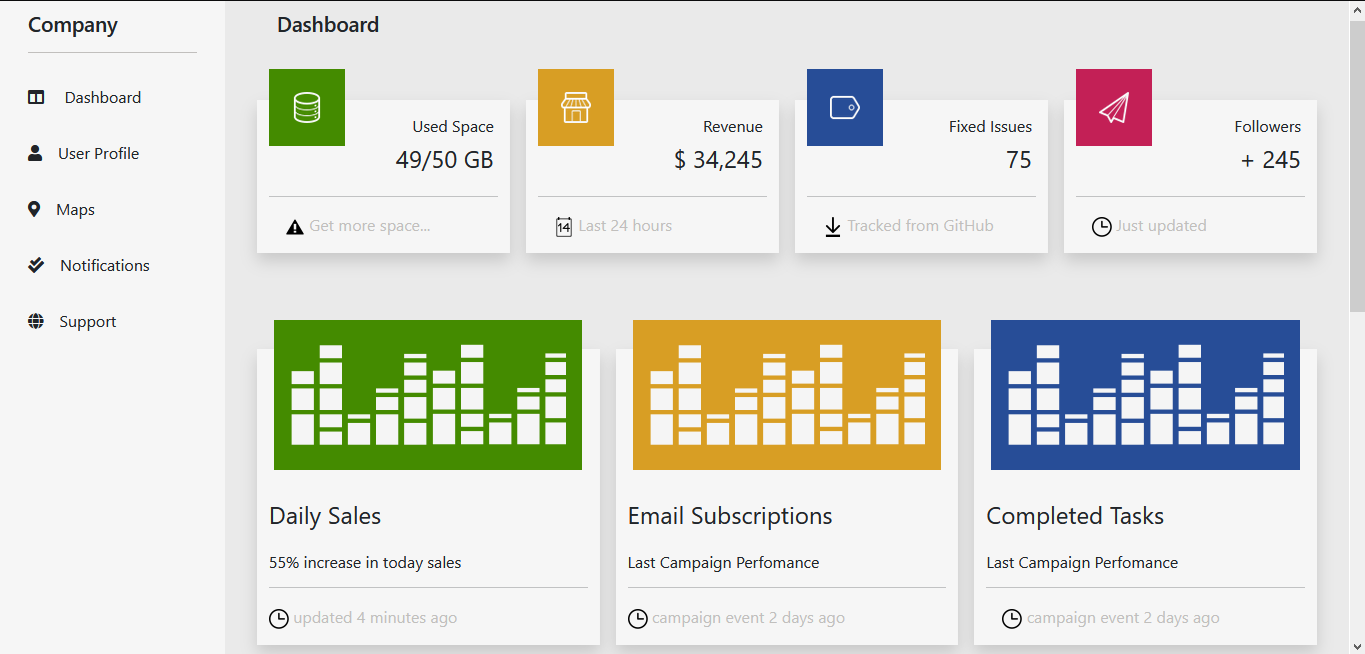 Company
Dashboard
User Profile
Maps
Notifications
Support
Dashboard
Used Space
49/50 GB
Get more space...
Revenue
$ 34,245
14
Last 24 hours
Fixed Issues
75
Tracked from GitHub
Followers
+ 245
Just updated
Daily Sales
55% increase in today sales
updated 4 minutes ago
Email Subscriptions
Last Campaign Perfomance
campaign event 2 days ago
Completed Tasks
Last Campaign Perfomance
campaign event 2 days ago